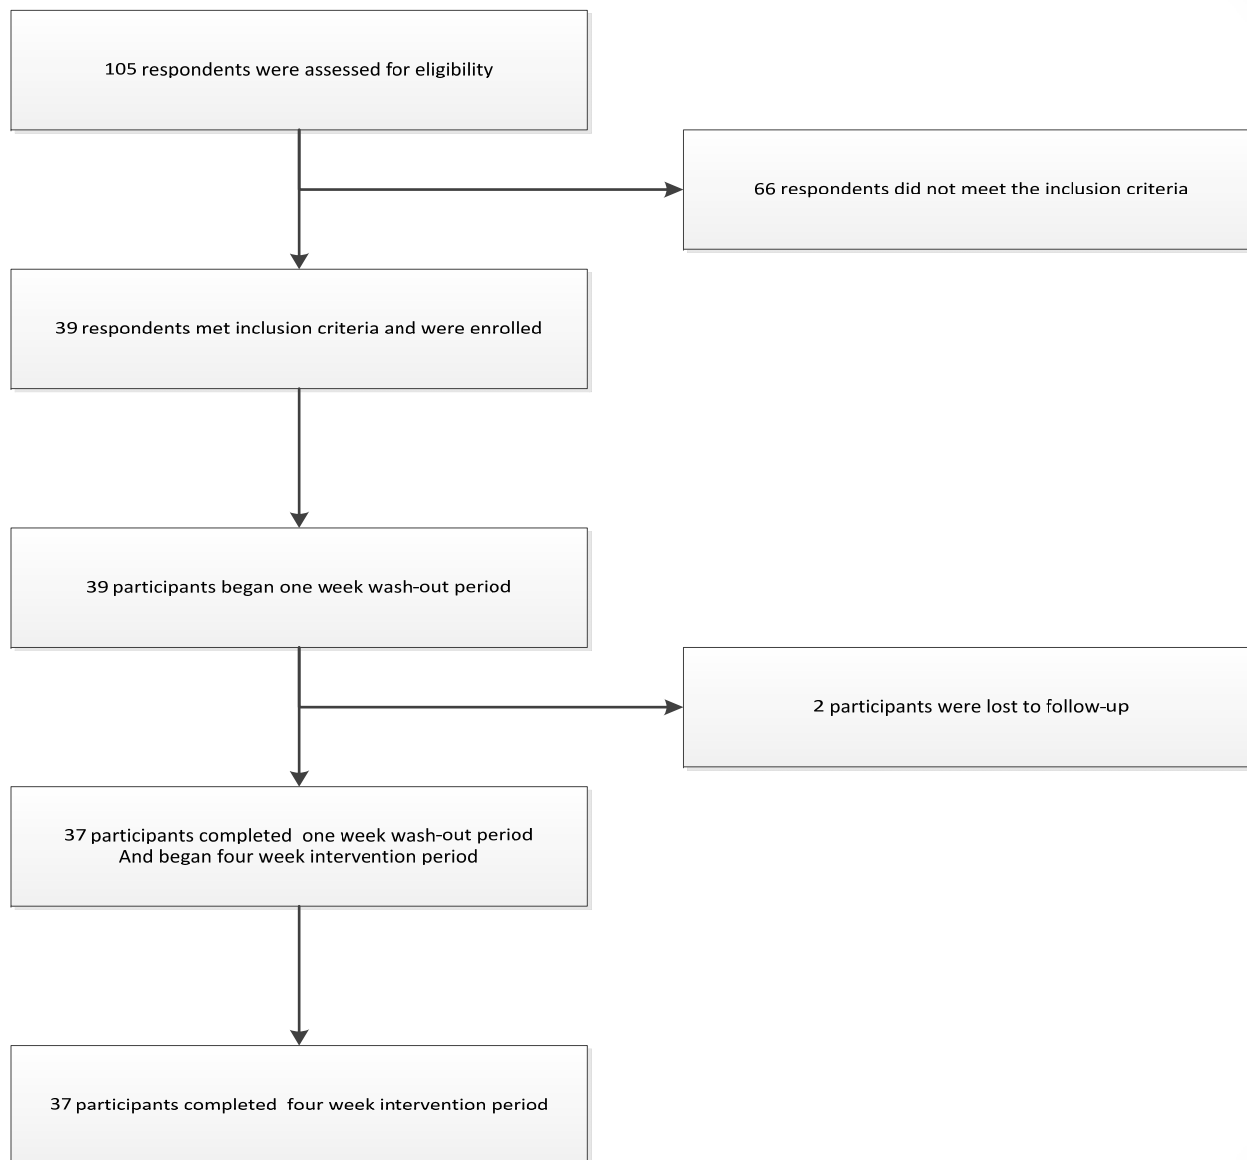 105 respondents were assessed for eligibility
66 respondents did not meet the inclusion criteria
39 respondents met inclusion criteria and were enrolled
39 participants began one week wash-out period
2 participants were lost to follow-up
37 participants completed one week wash-out period
And began four week intervention period
37 participants completed four week intervention period